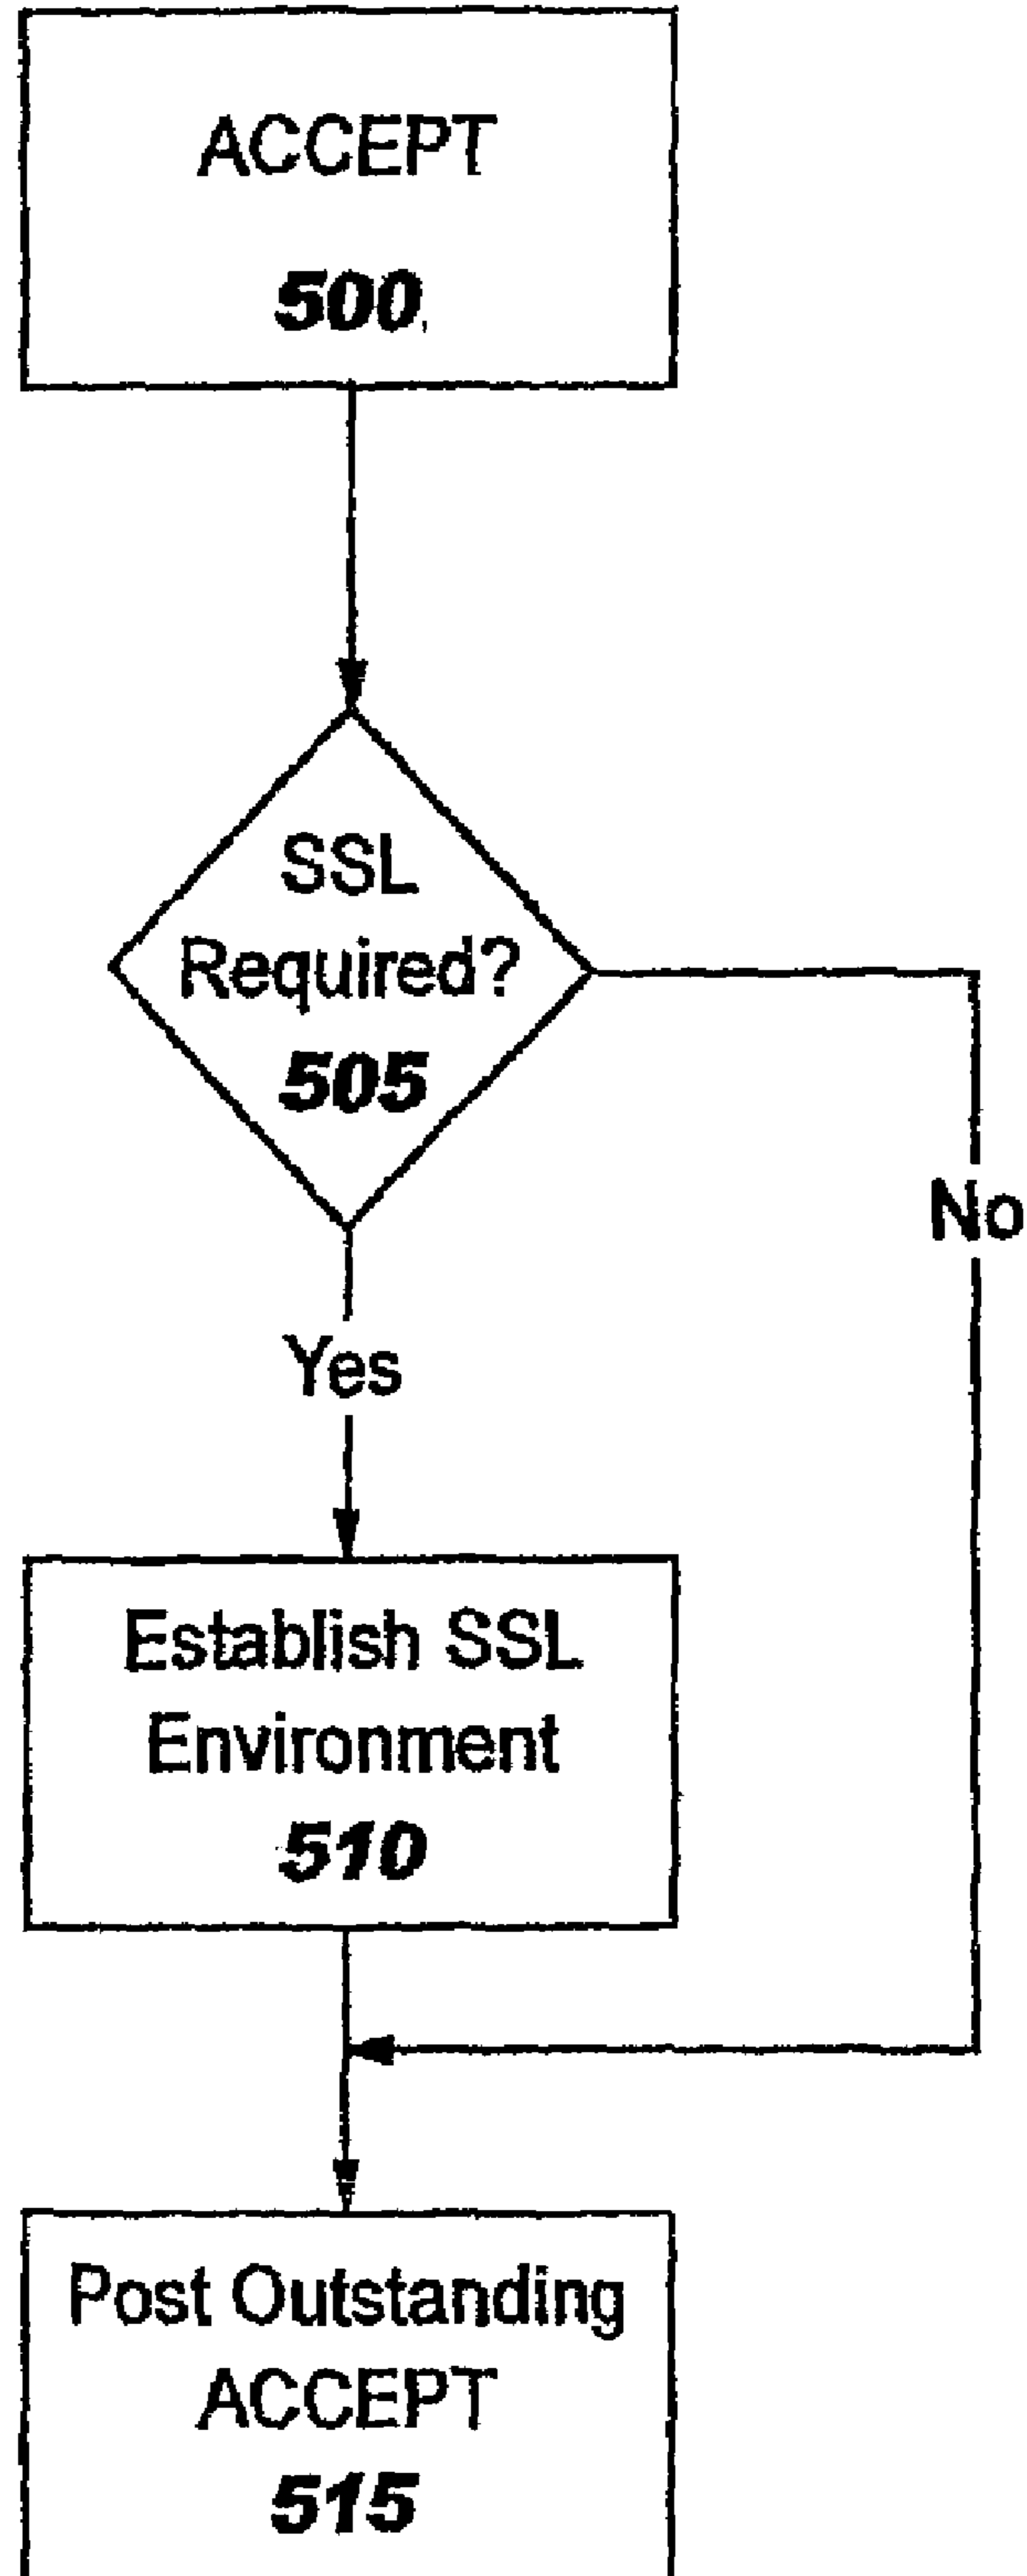 ACCEPT
500
SSL
Required?
505
No
Yes
Establish SSL
Environment
510
Post Outstanding
ACCEPT
515